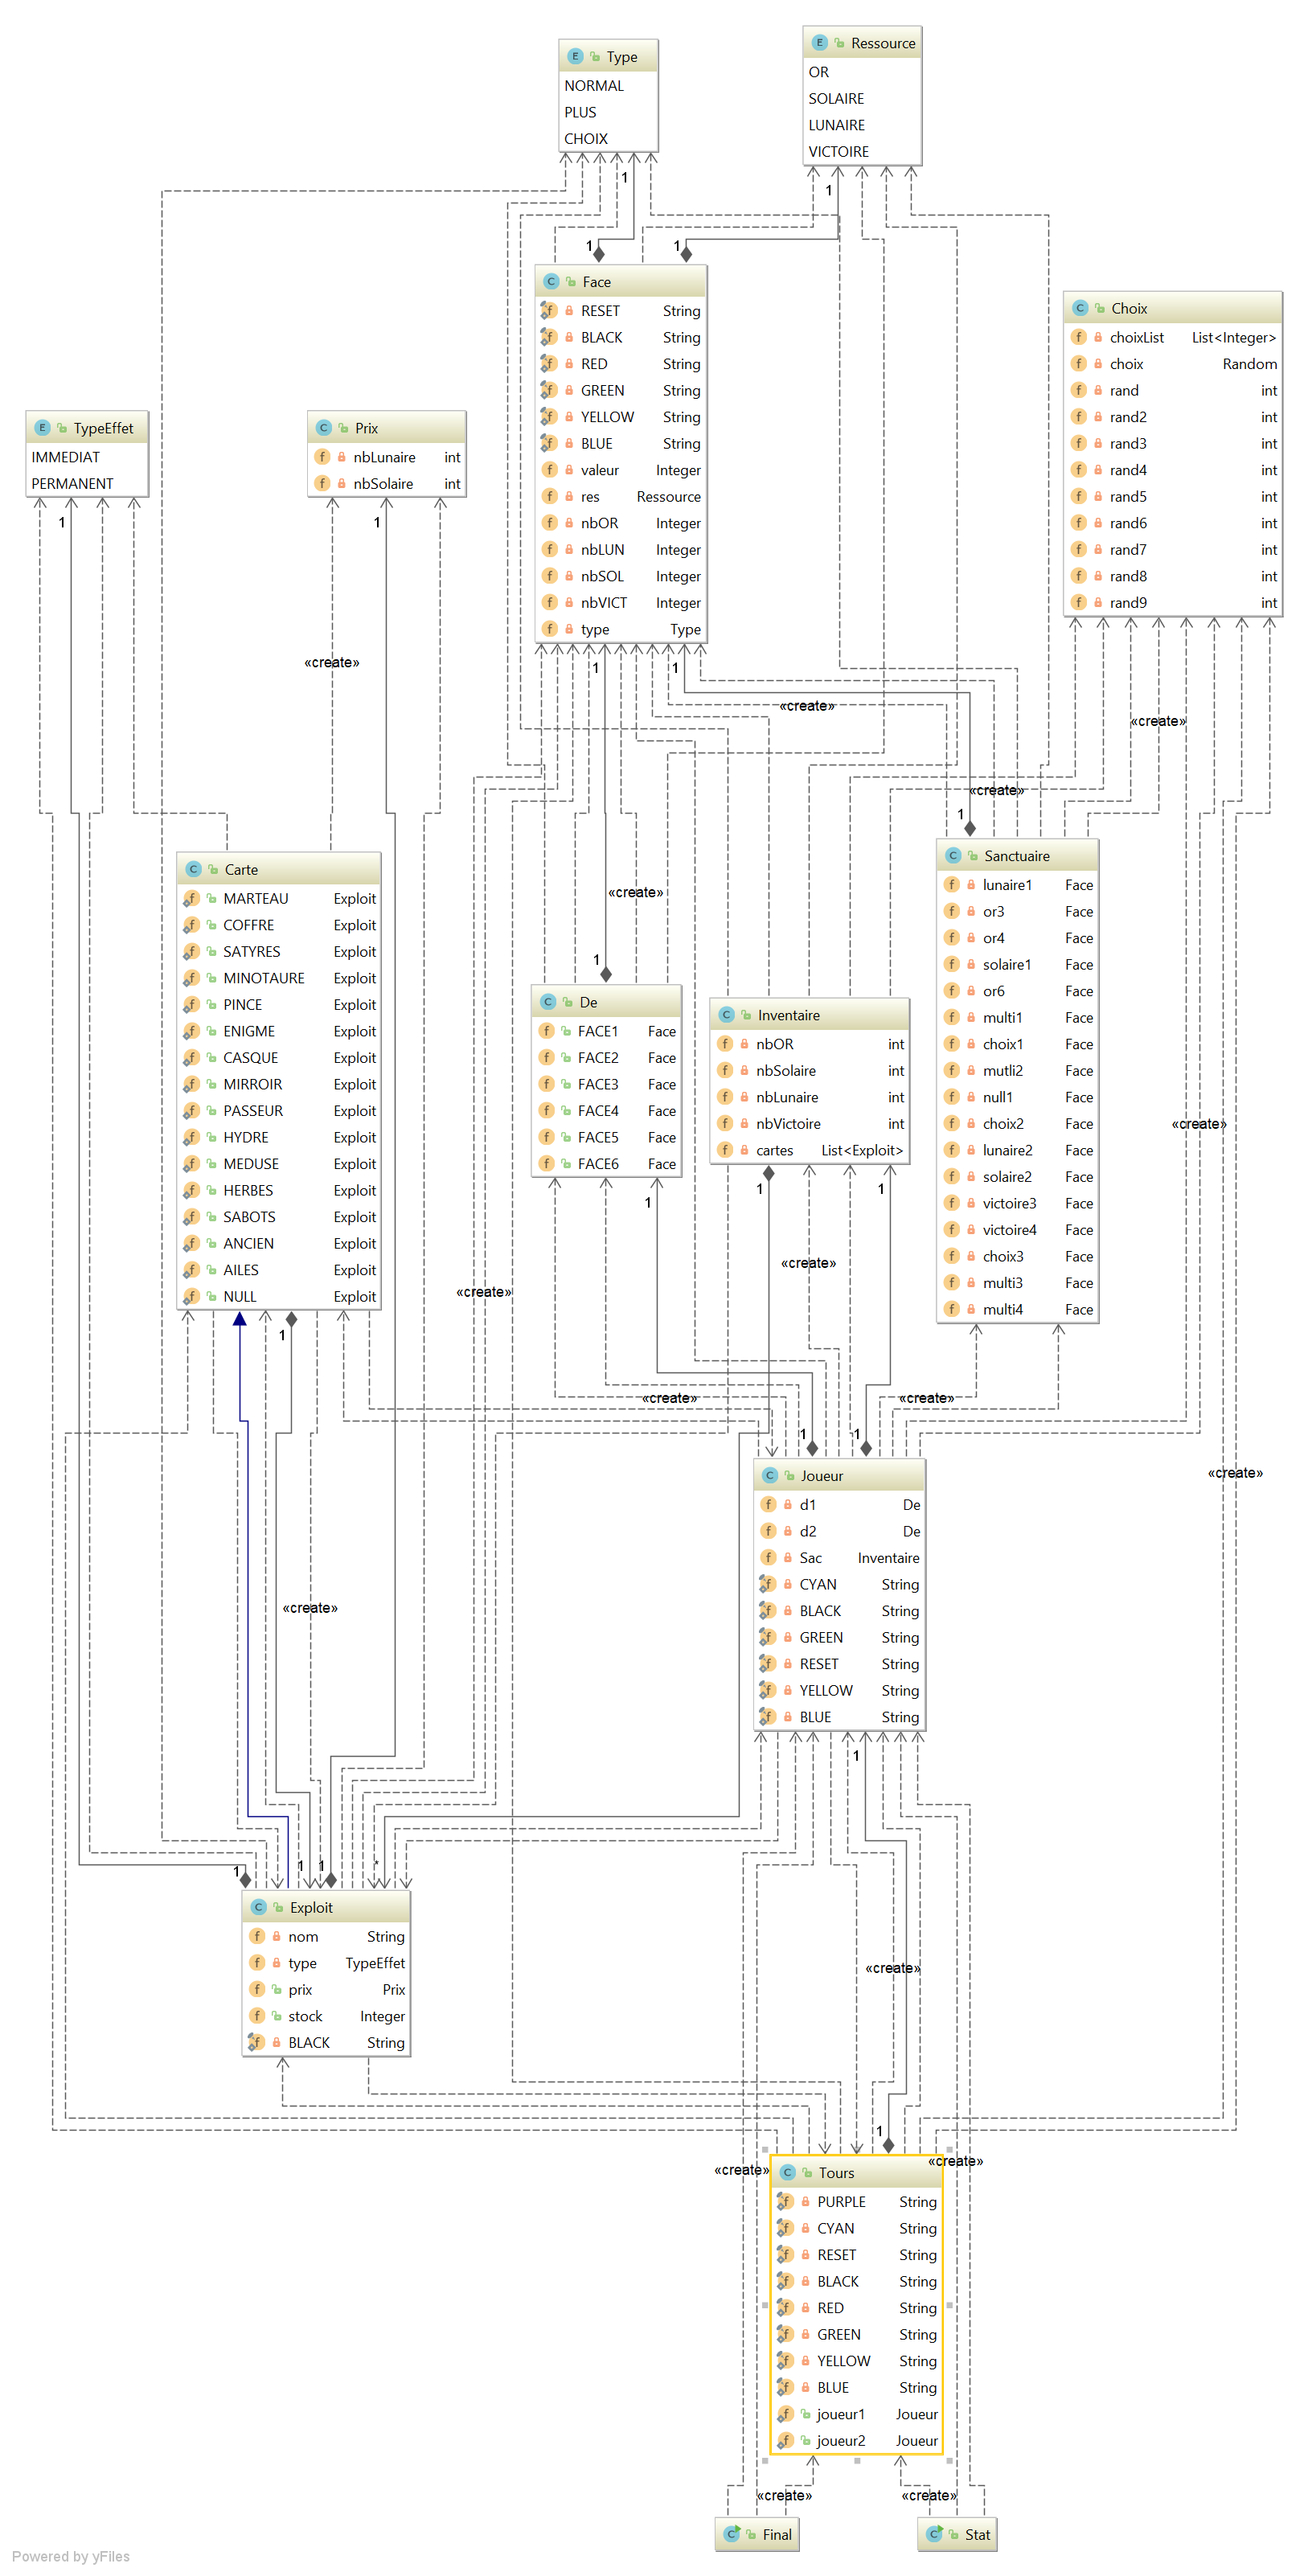 Type
NORMAL
PLUS
CHOIX
Ressource
OR
SOLAIRE
LUNAIRE
VICTOIRE
1
1
1
1
Face
RESET String
BLACK String
RED String
GREEN String
YELLOW String
BLUE String
valeur Integer
res Ressource
nbOR Integer
nbLUN Integer
nbSOL Integer
nbVICT Integer
type Type
Choix
choixList List<Integer>
choix Random
rand int
rand2 int
rand3 int
rand4 int
rand5 int
rand6 int
rand7 int
rand8 int
rand9 int
TypeEffet
IMMEDIAT
PERMANENT
Prix
nbLunaire int
nbSolaire int
1
1
«create»
1
1
«create»
«create»
«create»
1
Carte
MARTEAU Exploit
COFFRE Exploit
SATYRES Exploit
MINOTAURE Exploit
PINCE Exploit
ENIGME Exploit
CASQUE Exploit
MIRROIR Exploit
PASSEUR Exploit
HYDRE Exploit
MEDUSE Exploit
HERBES Exploit
SABOTS Exploit
ANCIEN Exploit
AILES Exploit
NULL Exploit
«create»
1
De
FACE1 Face
FACE2 Face
FACE3 Face
FACE4 Face
FACE5 Face
FACE6 Face
Inventaire
nbOR int
nbSolaire int
nbLunaire int
nbVictoire int
cartes List<Exploit>
Sanctuaire
lunaire1 Face
or3 Face
or4 Face
solaire1 Face
or6 Face
multi1 Face
choix1 Face
mutli2 Face
null1 Face
choix2 Face
lunaire2 Face
solaire2 Face
victoire3 Face
victoire4 Face
choix3 Face
multi3 Face
multi4 Face
«create»
1
1
1
«create»
«create»
1
«create»
«create»
1
1
«create»
Joueur
d1 De
d2 De
Sac Inventaire
CYAN String
BLACK String
GREEN String
RESET String
YELLOW String
BLUE String
«create»
1
1
1
1
*
Exploit
nom String
type TypeEffet
prix Prix
stock Integer
BLACK String
«create»
1
«create»
«create»
Tours
PURPLE String
CYAN String
RESET String
BLACK String
RED String
GREEN String
YELLOW String
BLUE String
joueur1 Joueur
joueur2 Joueur
«create»
«create»
Final
Stat
Powered by yFiles